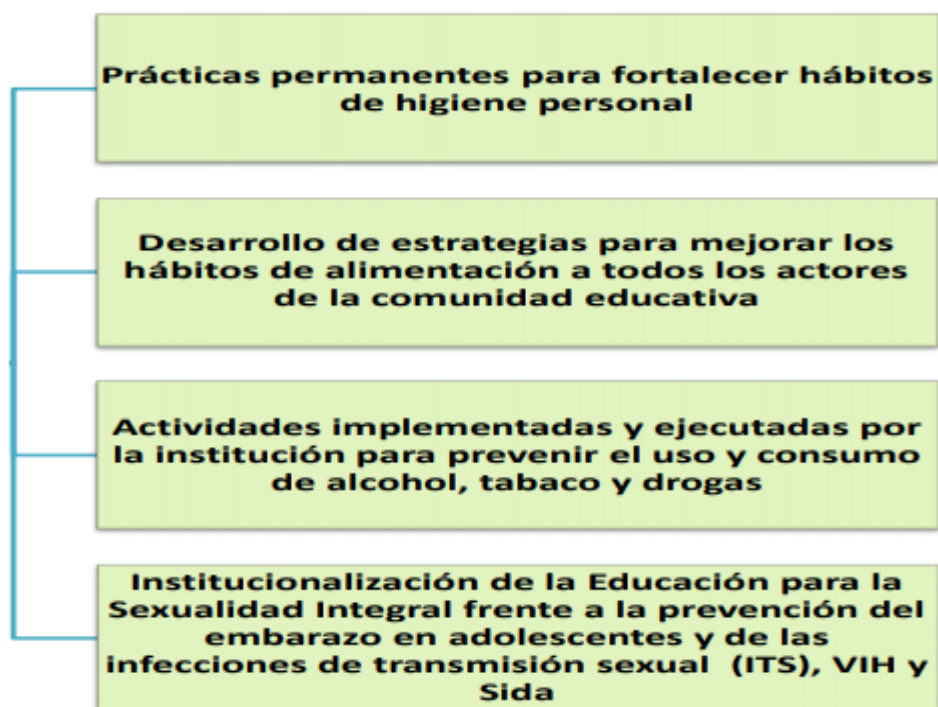 Prácticas permanentes para fortalecer hábitos
de higiene personal
Desarrollo de estrategias para mejorar los
hábitos de alimentación a todos los actores
de la comunidad educativa
Actividades implementadas y ejecutadas por
la institución para prevenir el uso y consumo
de alcohol, tabaco y drogas
Institucionalización de la Educación para la
Sexualidad Integral frente a la prevención del
embarazo en adolescentes y de las
infecciones de transmisión sexual (ITS), VIH y
Sida